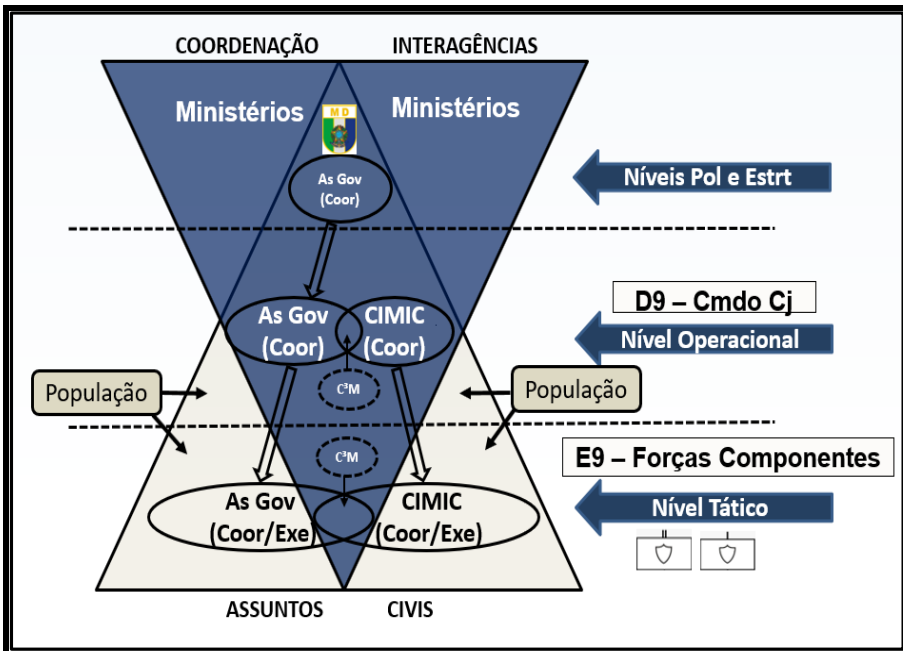 COORDENAÇÃO
INTERAGÊNCIAS
Ministérios
Ministérios
M D
As Gov
(Coor)
Níveis Pol e Estrt
As Gov
(Coor)
CIMIC
(Coor)
D9 – Cmdo Cj
Nível Operacional
C³M
População
População
C³M
E9 – Forças Componentes
As Gov
(Coor/Exe)
CIMIC
(Coor/Exe)
Nível Tático
ASSUNTOS
CIVIS